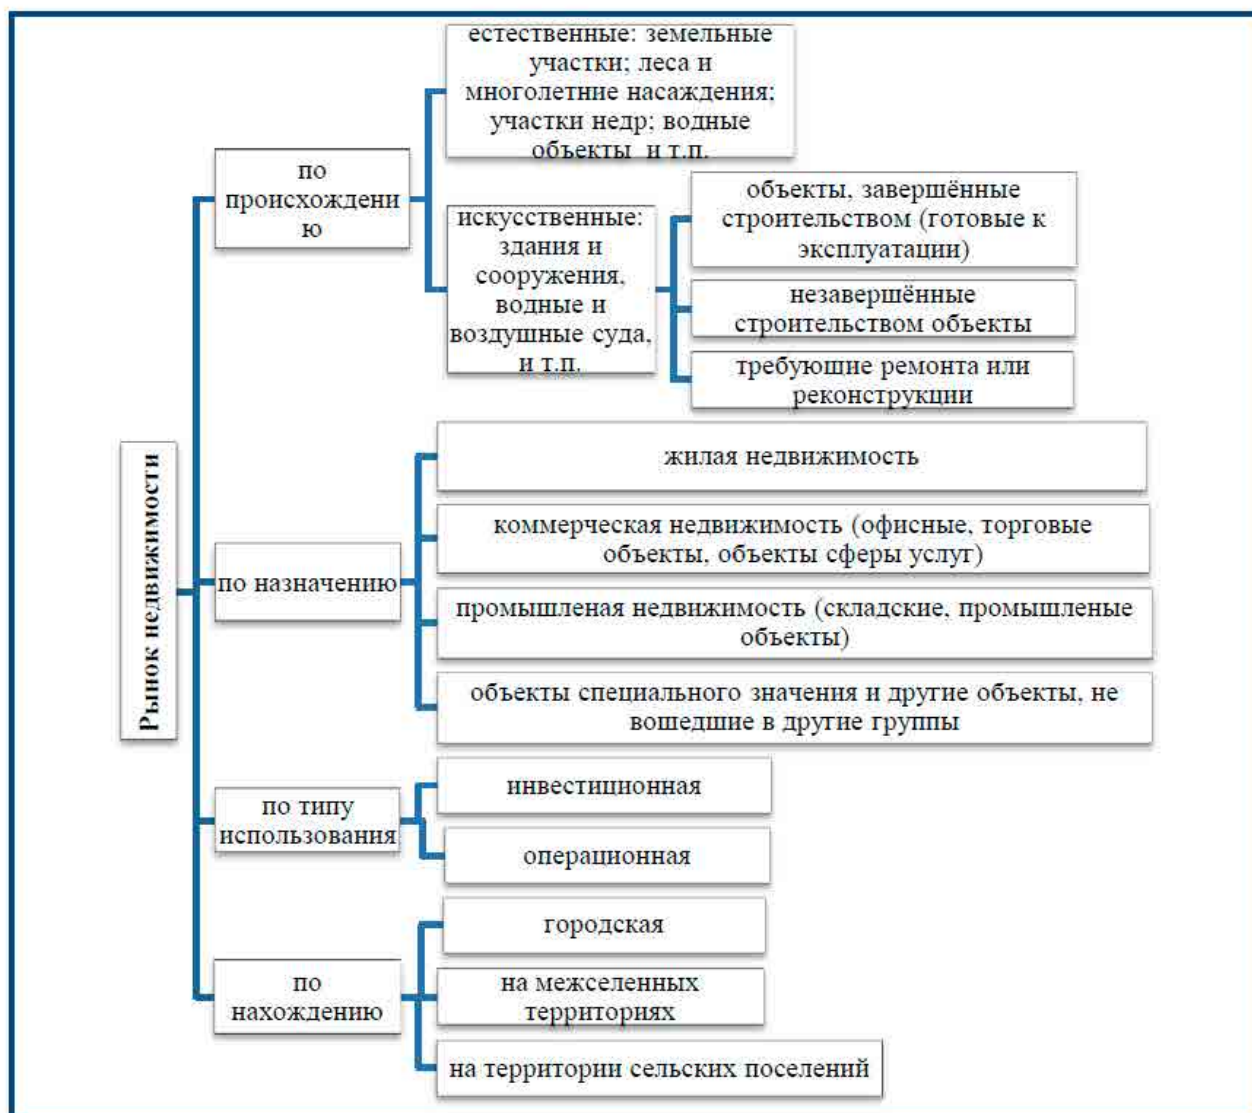 Рынок недвижимости
по
происхождени
ю
естественные: земельные
участки; леса и
многолетние насаждения;
участки недр; водные
объекты и т.п.
искусственные:
здания и
сооружения,
водные и
воздушные суда,
и т.п.
объекты, завершённые
строительством (готовые к
эксплуатации)
незавершённые
строительством объекты
требующие ремонта или
реконструкции
по назначению
жилая недвижимость
коммерческая недвижимость (офисные, торговые
объекты, объекты сферы услуг)
промышленая недвижимость (складские, промышленые
объекты)
объекты специального значения и другие объекты, не
вошедшие в другие группы
по типу
использования
инвестиционная
операционная
по
нахождению
городская
на межселенных
территориях
на территории сельских поселений